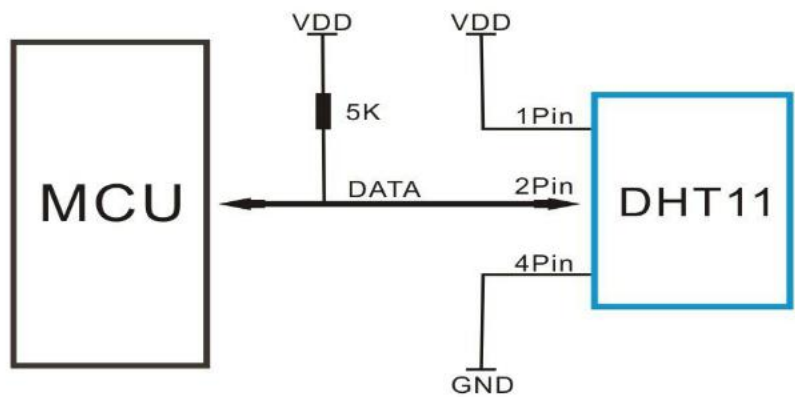 VDD VDD
5K
1Pin
MCU
DATA
2Pin
DHT11
4Pin
GND